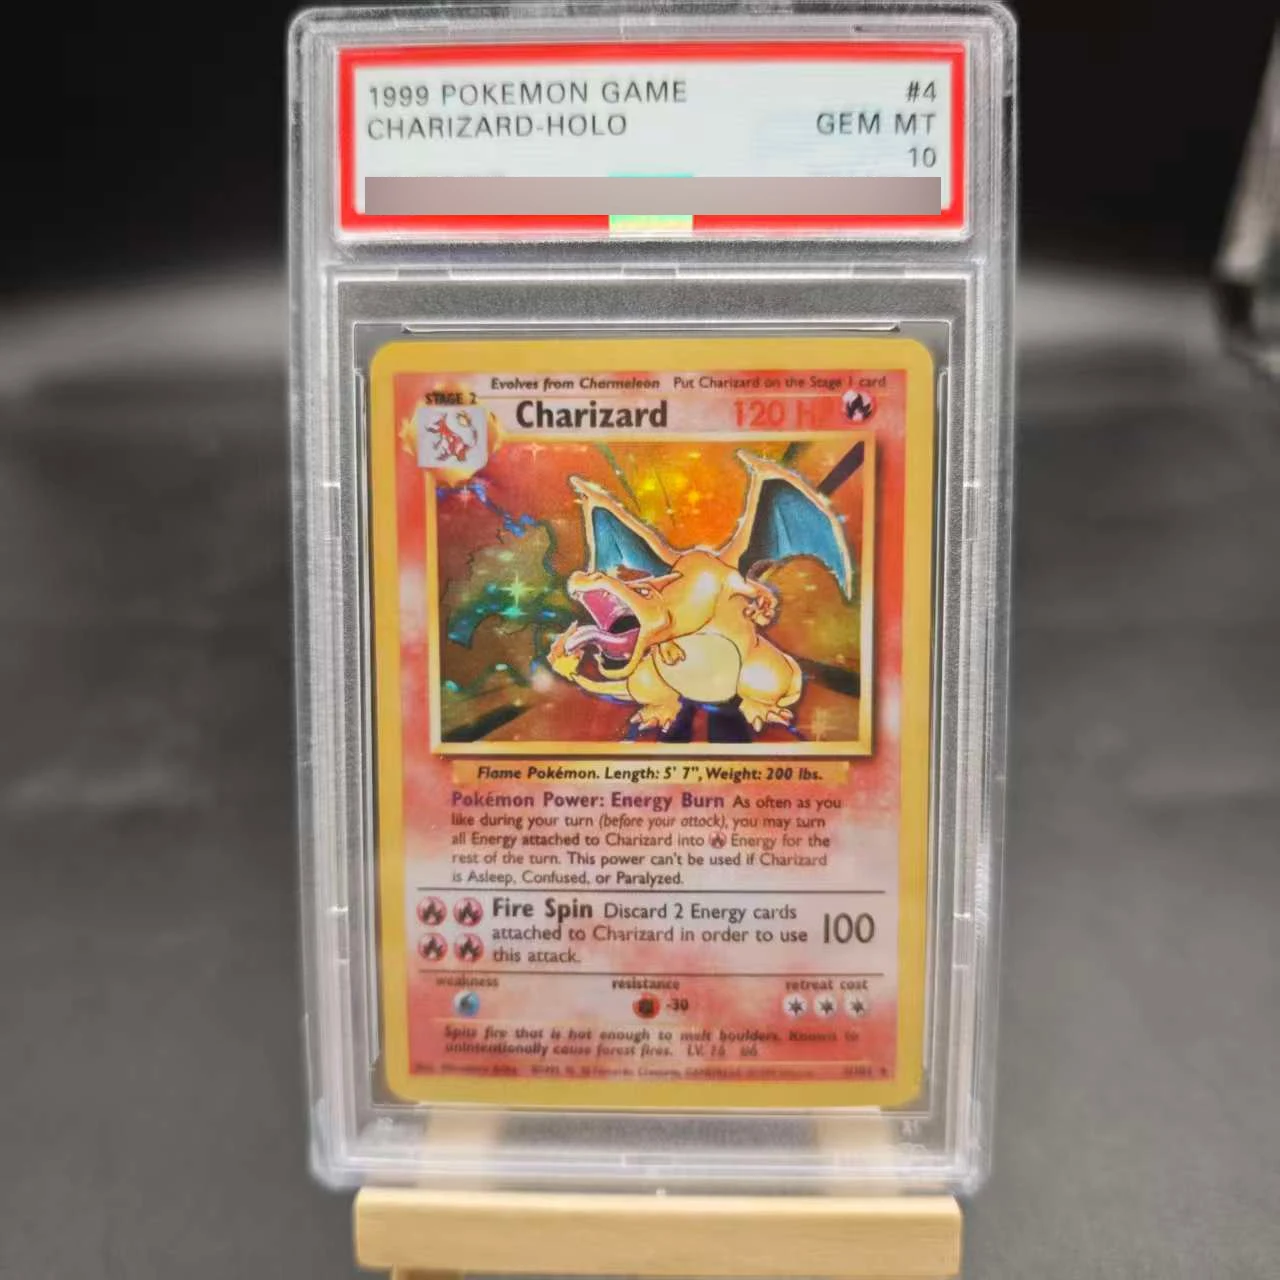 1999 POKEMON GAME #4
CHARIZARD-HOLO GEM MT
10
Evolves from Charmeleon Put Charizard on the Stage 1 card
STAGE 2
Charizard 120 H
Flame Pokémon. Length: 5' 7", Weight: 200 lbs.
Pokémon Power: Energy Burn As often as you
like during your turn (before your attack), you may turn
all Energy attached to Charizard into Energy for the
rest of the turn. This power can't be used if Charizard
is Asleep, Confused, or Paralyzed.
Fire Spin Discard 2 Energy cards
attached to Charizard in order to use 100
this attack.
weakness resistance retreat cost
-30
Spits fire that is hot enough to melt boulders. Known to
unintentionally cause forest fires. LV. 76